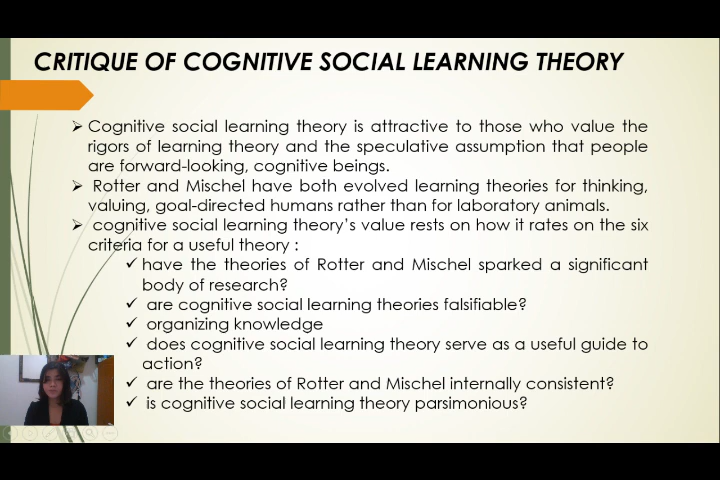 CRITIQUE OF COGNITIVE SOCIAL LEARNING THEORY
Cognitive social learning theory is attractive to those who value the
rigors of learning theory and the speculative assumption that people
are forward-looking, cognitive beings.
Rotter and Mischel have both evolved learning theories for thinking,
valuing, goal-directed humans rather than for laboratory animals.
cognitive social learning theory's value rests on how it rates on the six
criteria for a useful theory :
have the theories of Rotter and Mischel sparked a significant
body of research?
are cognitive social learning theories falsifiable?
organizing knowledge
does cognitive social learning theory serve as a useful guide to
action?
are the theories of Rotter and Mischel internally consistent?
is cognitive social learning theory parsimonious?